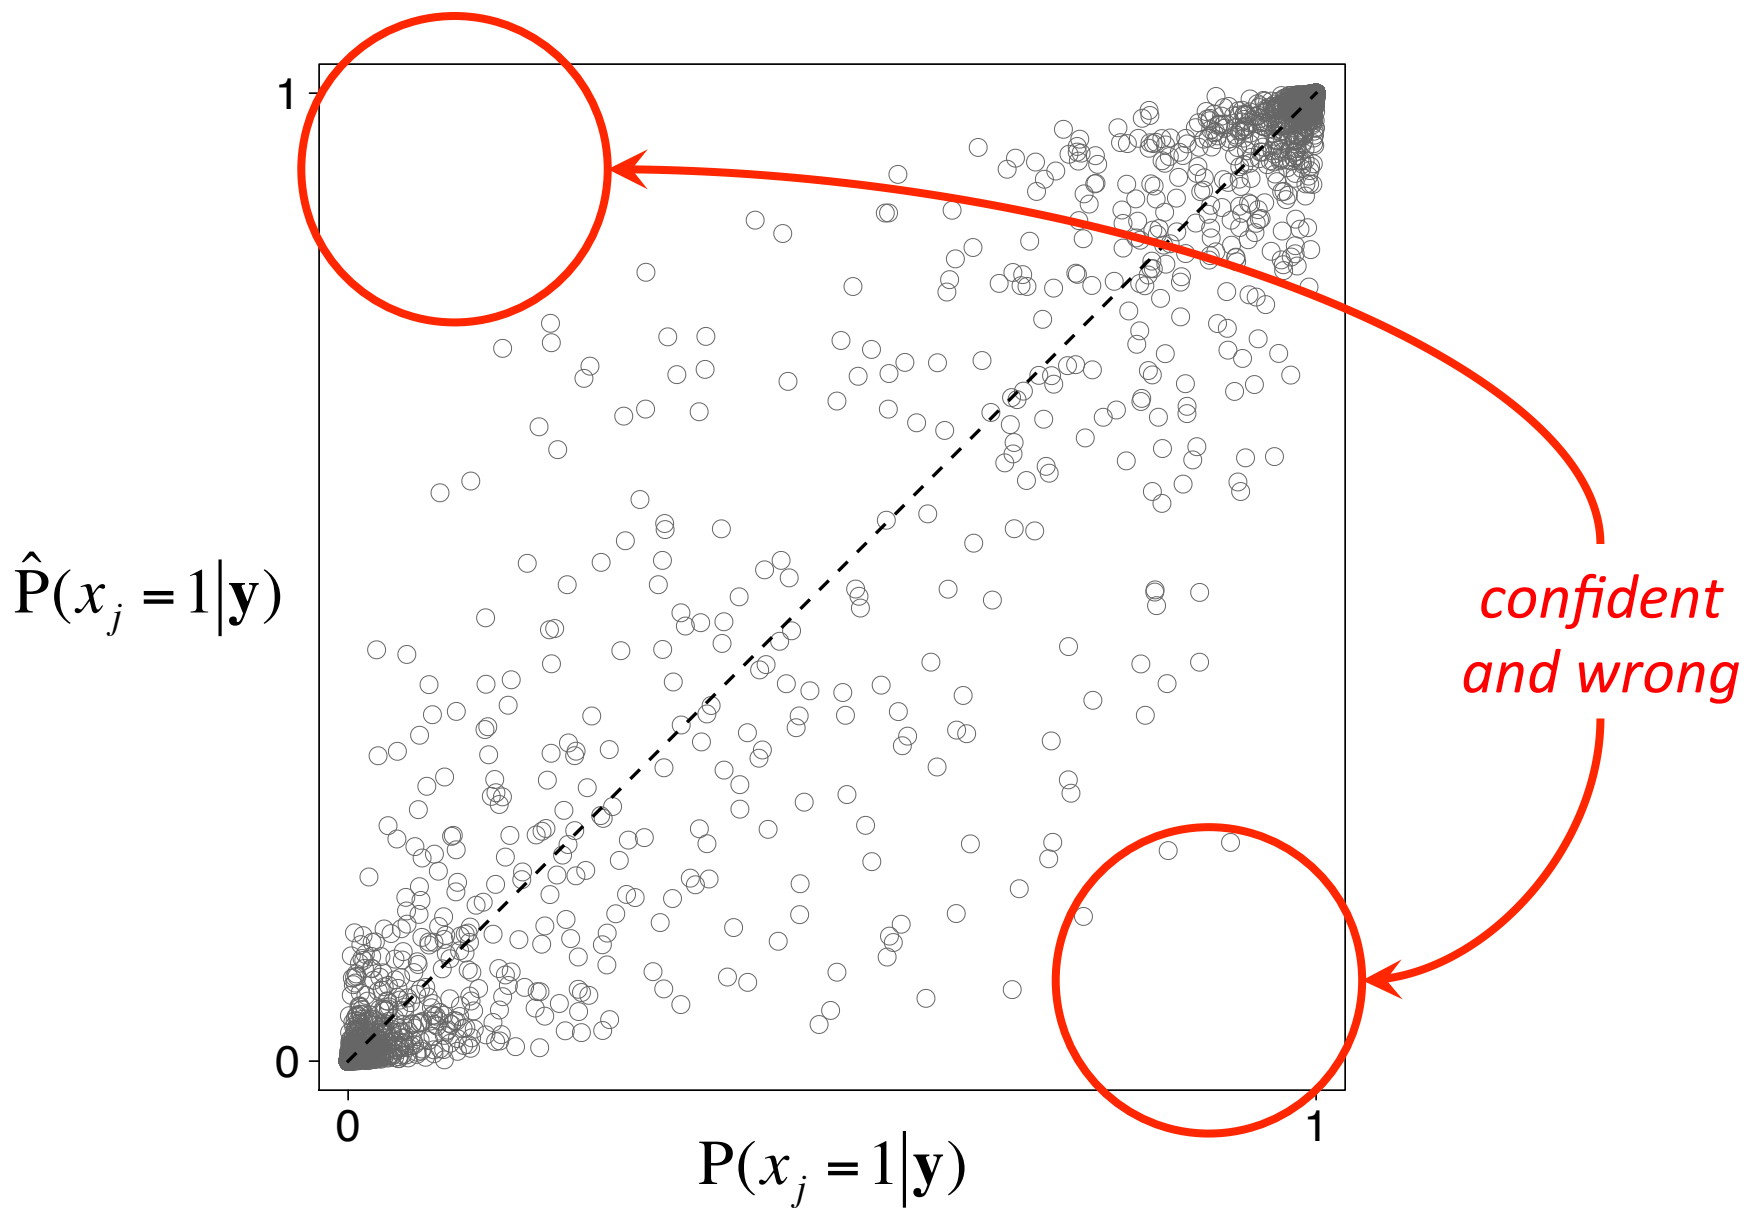 1
P̂(x_j = 1|y)
confident
and wrong
0
0
1
P(x_j = 1|y)